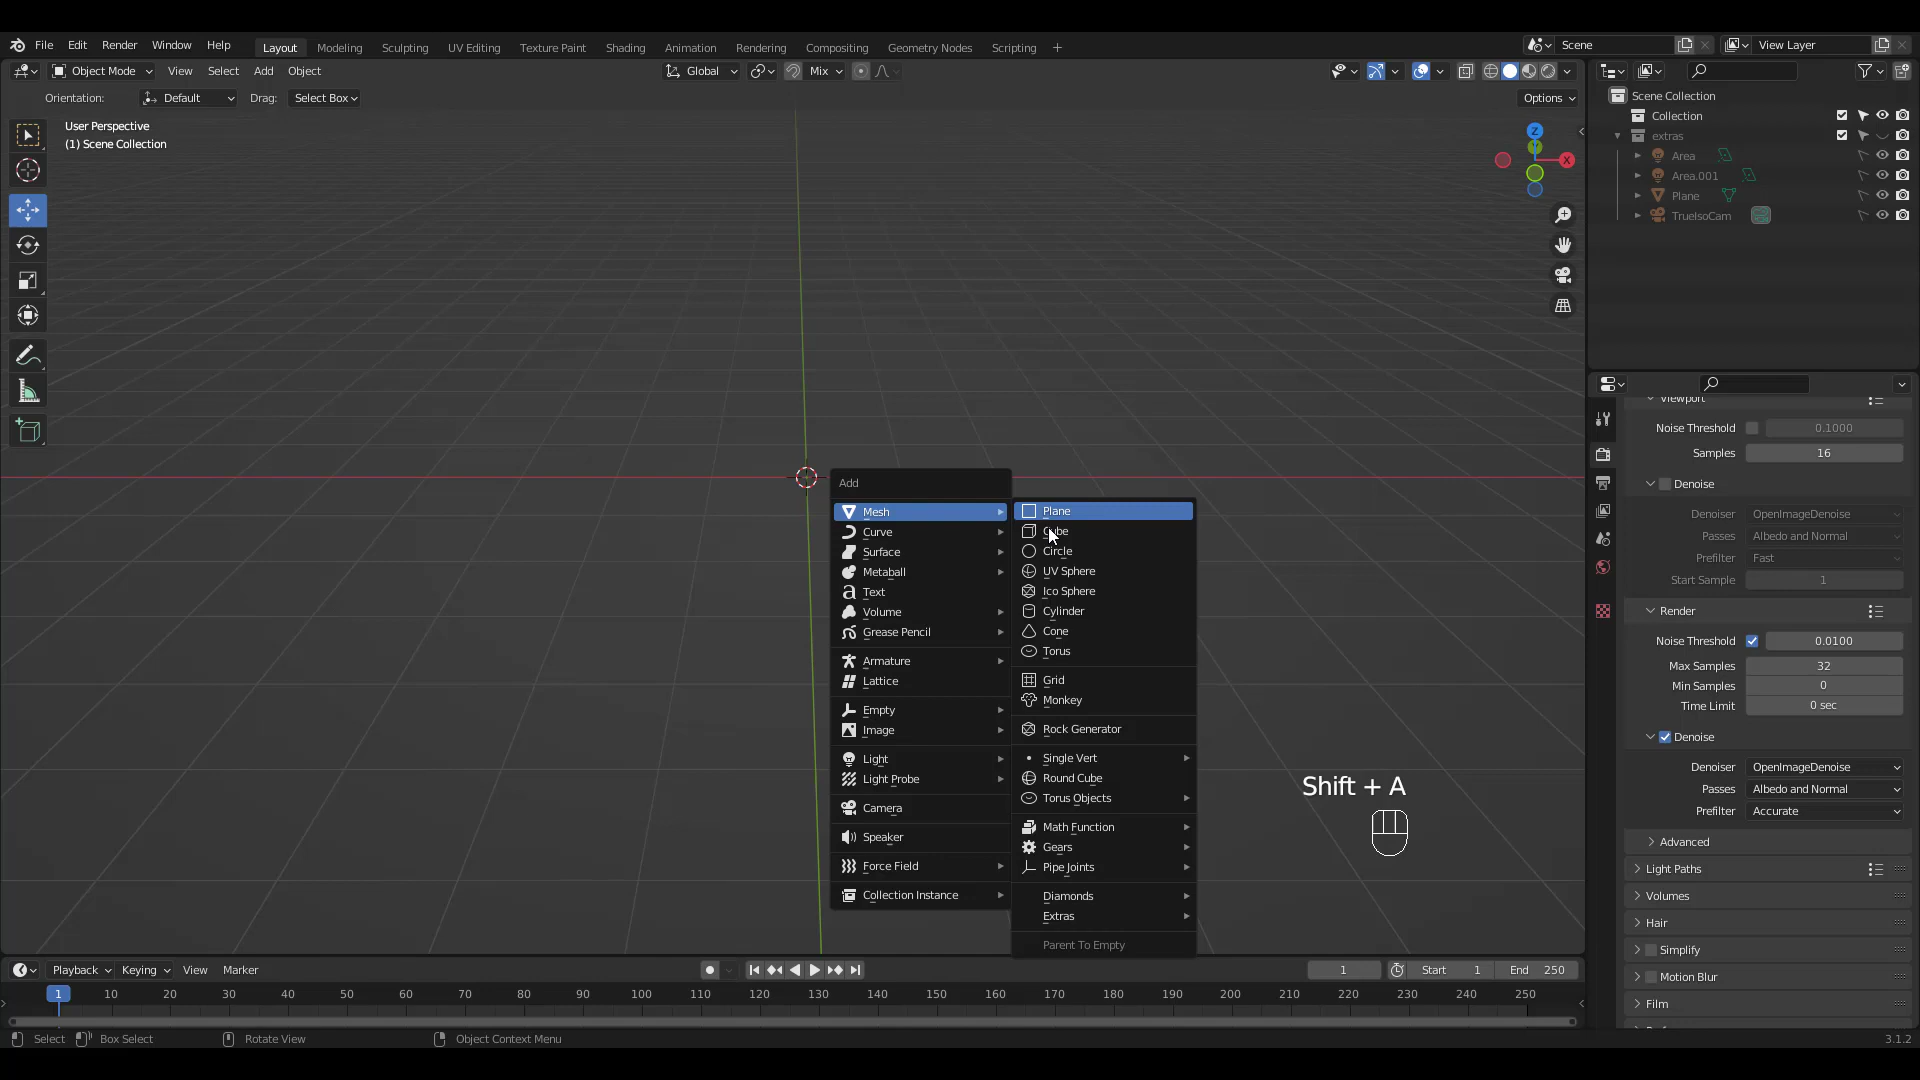 File Edit Render Window Help Layout Modeling Sculpting UV Editing Texture Paint Shading Animation Rendering Compositing Geometry Nodes Scripting + Scene View Layer
Object Mode View Select Add Object Global Mix
Orientation: Default Drag: Select Box Options
User Perspective
(1) Scene Collection
Z
Y
X
Scene Collection
Collection
extras
Area
Area.001
Plane
TrueIsoCam
Add
Mesh
Curve
Surface
Metaball
Text
Volume
Grease Pencil
Armature
Lattice
Empty
Image
Light
Light Probe
Camera
Speaker
Force Field
Collection Instance
Plane
Cube
Circle
UV Sphere
Ico Sphere
Cylinder
Cone
Torus
Grid
Monkey
Rock Generator
Single Vert
Round Cube
Torus Objects
Math Function
Gears
Pipe Joints
Diamonds
Extras
Parent To Empty
Shift + A
Viewport
Noise Threshold 0.1000
Samples 16
Denoise
Denoiser OpenImageDenoise
Passes Albedo and Normal
Prefilter Fast
Start Sample 1
Render
Noise Threshold 0.0100
Max Samples 32
Min Samples 0
Time Limit 0 sec
Denoise
Denoiser OpenImageDenoise
Passes Albedo and Normal
Prefilter Accurate
Advanced
Light Paths
Volumes
Hair
Simplify
Motion Blur
Film
Playback Keying View Marker 1 Start 1 End 250
1 10 20 30 40 50 60 70 80 90 100 110 120 130 140 150 160 170 180 190 200 210 220 230 240 250
Select Box Select Rotate View Object Context Menu 3.1.2